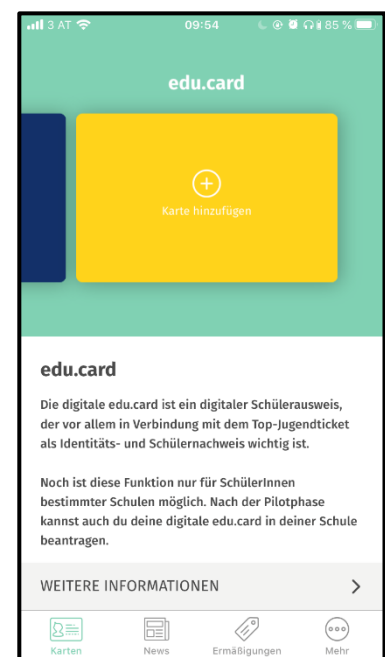 3 AT 09:54 85 %
edu.card
Karte hinzufügen
edu.card
Die digitale edu.card ist ein digitaler Schülerausweis,
der vor allem in Verbindung mit dem Top-Jugendticket
als Identitäts- und Schülernachweis wichtig ist.
Noch ist diese Funktion nur für SchülerInnen
bestimmter Schulen möglich. Nach der Pilotphase
kannst auch du deine digitale edu.card in deiner Schule
beantragen.
WEITERE INFORMATIONEN
Karten News Ermäßigungen Mehr